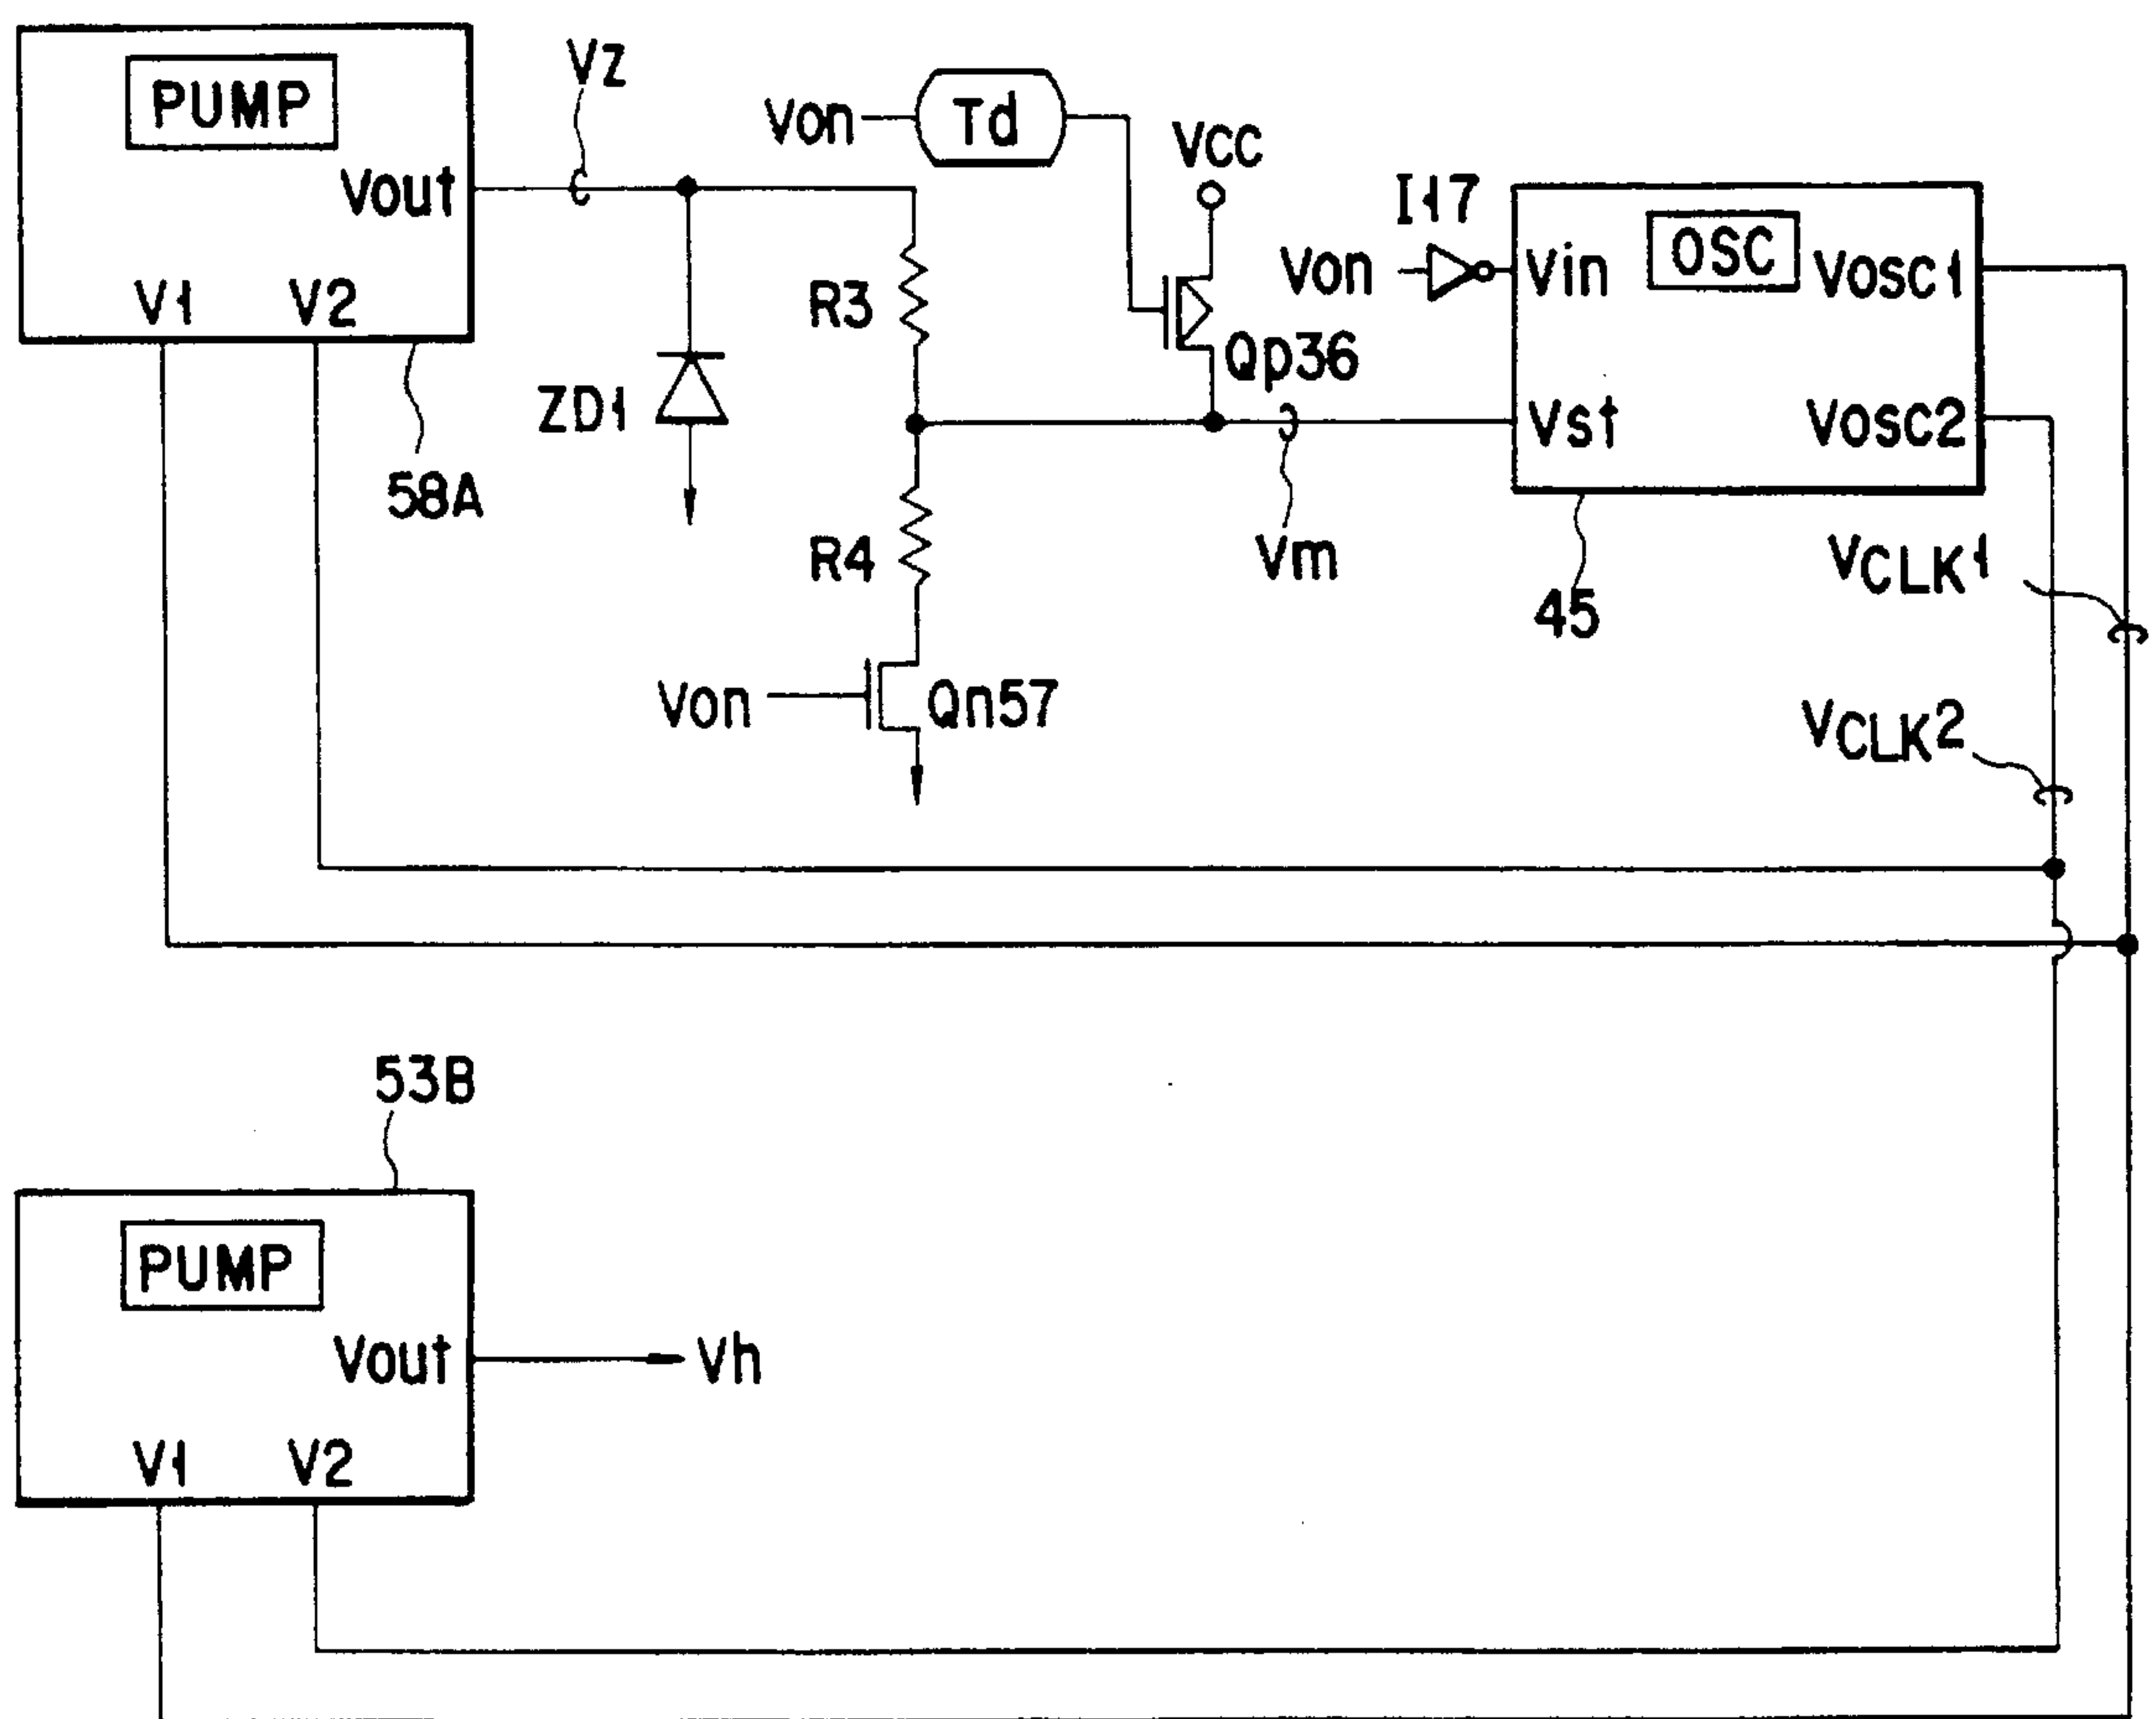 PUMP
Vout
V1
V2
58A
VZ
Von
Td
VCC
I17
Von
Vin
OSC
VOSC1
Vst
VOSC2
R3
Qp36
ZD1
R4
Vm
45
VCLK1
Von
Qn57
VCLK2
53B
PUMP
Vout
Vh
V1
V2